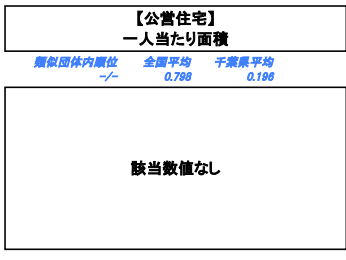 【公営住宅】
一人当たり面積
類似団体内順位 全国平均 千葉県平均
-/- 0.798 0.196
該当数値なし